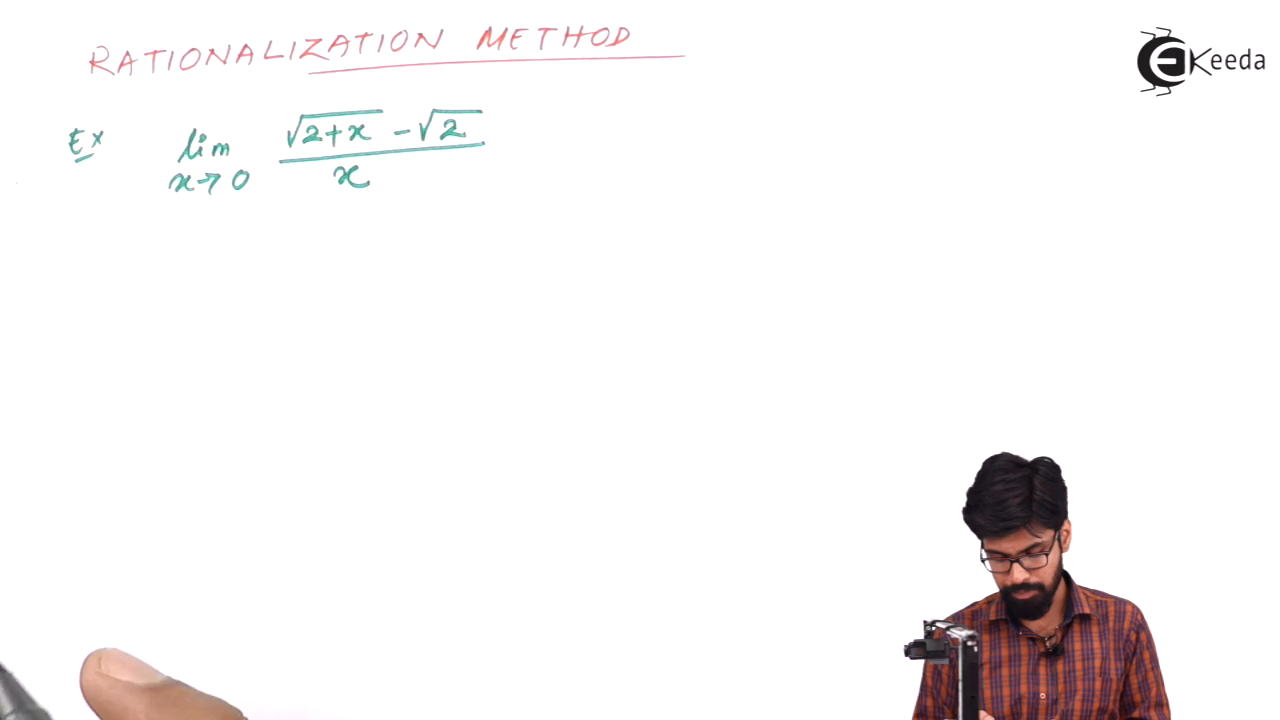 RATIONALIZATION METHOD
Ekeeda
Ex lim x→0 (√2+x - √2)/x